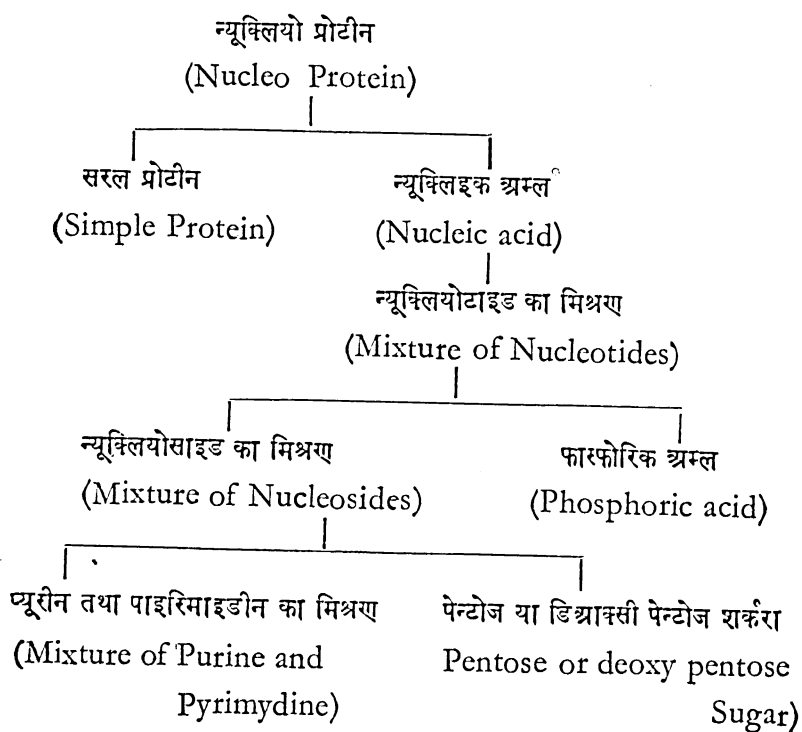 न्यूक्लियो प्रोटीन
(Nucleo Protein)
सरल प्रोटीन
(Simple Protein)
न्यूक्लिइक अम्ल
(Nucleic acid)
न्यूक्लियोटाइड का मिश्रण
(Mixture of Nucleotides)
न्यूक्लियोसाइड का मिश्रण
(Mixture of Nucleosides)
फास्फोरिक अम्ल
(Phosphoric acid)
प्यूरीन तथा पाइरिमाइडीन का मिश्रण
(Mixture of Purine and
Pyrimydine)
पेन्टोज या डिआक्सी पेन्टोज शर्करा
Pentose or deoxy pentose
Sugar)